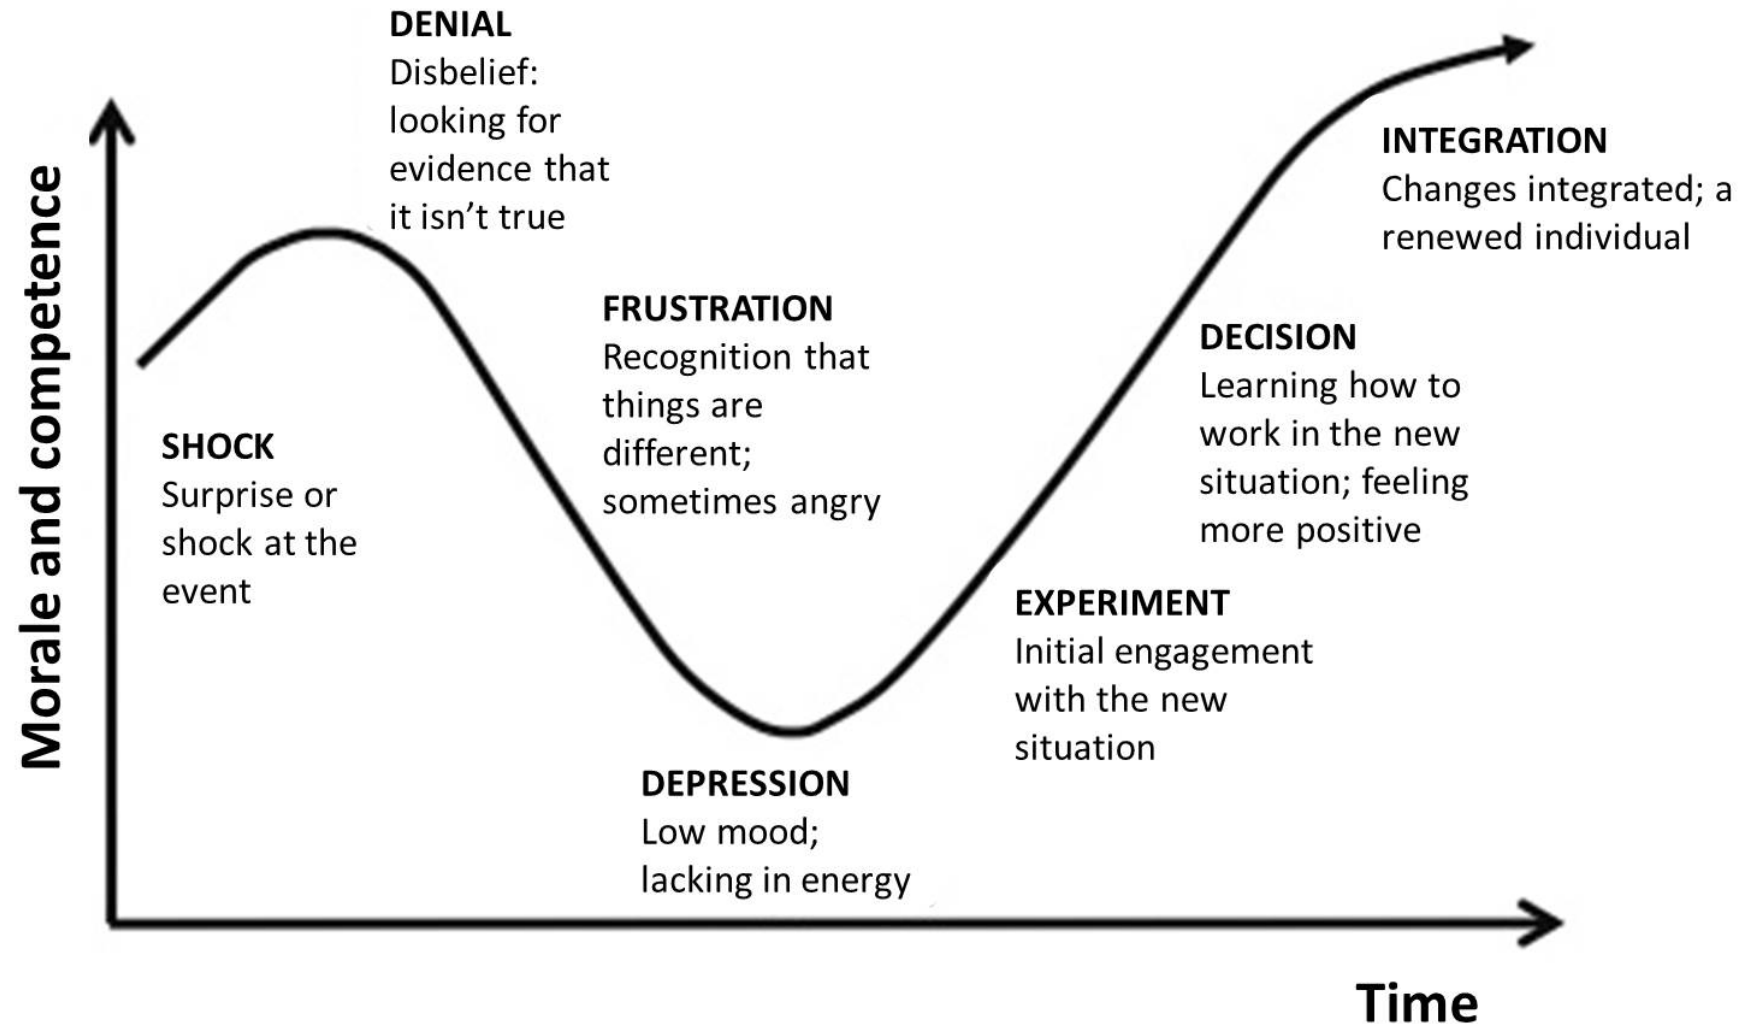 Morale and competence
SHOCK
Surprise or
shock at the
event
DENIAL
Disbelief:
looking for
evidence that
it isn’t true
FRUSTRATION
Recognition that
things are
different;
sometimes angry
DEPRESSION
Low mood;
lacking in energy
EXPERIMENT
Initial engagement
with the new
situation
DECISION
Learning how to
work in the new
situation; feeling
more positive
INTEGRATION
Changes integrated; a
renewed individual
Time